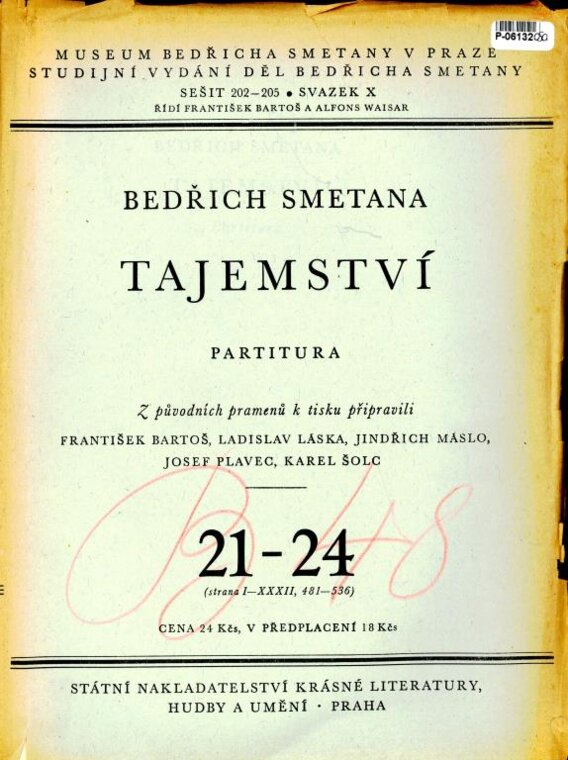 P-06132
MUSEUM BEDŘICHA SMETANY V PRAZE
STUDIJNÍ VYDÁNÍ DĚL BEDŘICHA SMETANY
SEŠIT 202–205 • SVAZEK X
ŘÍDÍ FRANTIŠEK BARTOŠ A ALFONS WAISAR
BEDŘICH SMETANA
TAJEMSTVÍ
PARTITURA
Z původních pramenů k tisku připravili
FRANTIŠEK BARTOŠ, LADISLAV LÁSKA, JINDŘICH MÁSLO,
JOSEF PLAVEC, KAREL ŠOLC
B 48
21-24
(strana I—XXXII, 481—536)
CENA 24 Kčs, V PŘEDPLACENÍ 18 Kčs
STÁTNÍ NAKLADATELSTVÍ KRÁSNÉ LITERATURY,
HUDBY A UMĚNÍ · PRAHA